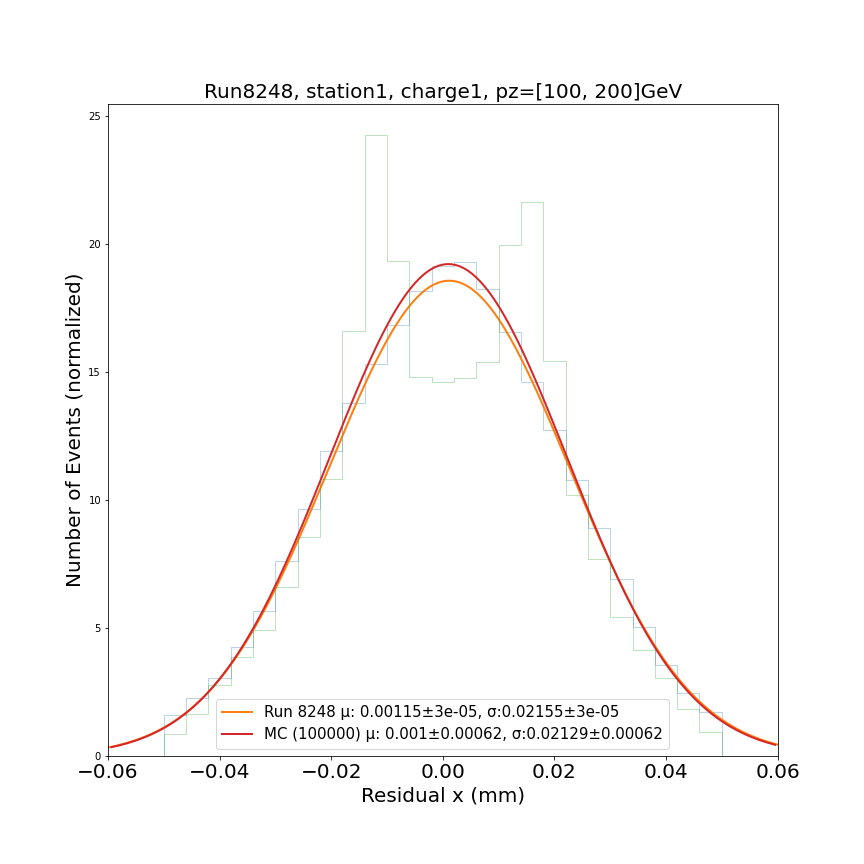 Run8248, station1, charge1, pz=[100, 200]GeV
Number of Events (normalized)
25
20
15
10
5
0
Run 8248 μ: 0.00115±3e-05, σ:0.02155±3e-05
MC (100000) μ: 0.001±0.00062, σ:0.02129±0.00062
−0.06 −0.04 −0.02 0.00 0.02 0.04 0.06
Residual x (mm)